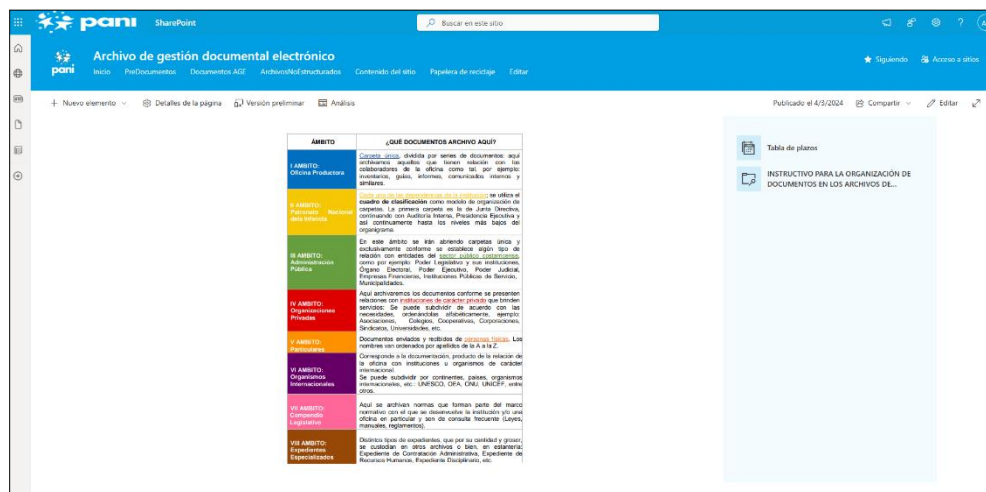 pani SharePoint
Buscar en este sitio
Archivo de gestión documental electrónico
pani
Inicio PreDocumentos Documentos AGE ArchivosNoEstructurados Contenido del sitio Papelera de reciclaje Editar
Siguiendo Acceso a sitios
+ Nuevo elemento Detalles de la página Versión preliminar Análisis
Publicado el 4/3/2024 Compartir Editar
ÁMBITO ¿QUÉ DOCUMENTOS ARCHIVO AQUÍ?
I AMBITO:
Oficina Productora
Carpeta única, dividida por series de documentos: aquí
archivamos aquellos que tienen relación con los
colaboradores de la oficina como tal, por ejemplo:
inventarios, guías, informes, comunicados internos y
similares.
II AMBITO:
Patronato Nacional
dela Infancia
Cada una de las dependencias de la institución se utiliza el
cuadro de clasificación como modelo de organización de
carpetas. La primera carpeta es la de Junta Directiva,
continuando con Auditoría Interna, Presidencia Ejecutiva y
así continuamente hasta los niveles más bajos del
organigrama.
III AMBITO:
Administración
Pública
En este ámbito se irán abriendo carpetas única y
exclusivamente conforme se establece algún tipo de
relación con entidades del sector público costarricense,
como por ejemplo: Poder Legislativo y sus instituciones,
Órgano Electoral, Poder Ejecutivo, Poder Judicial,
Empresas Financieras, Instituciones Públicas de Servicio,
Municipalidades.
IV AMBITO:
Organizaciones
Privadas
Aquí archivaremos los documentos conforme se presenten
relaciones con instituciones de carácter privado que brinden
servicios: Se puede subdividir de acuerdo con las
necesidades, ordenándolas alfabéticamente, ejemplo:
Asociaciones, Colegios, Cooperativas, Corporaciones,
Sindicatos, Universidades, etc.
V AMBITO:
Particulares
Documentos enviados y recibidos de personas físicas. Los
nombres van ordenados por apellidos de la A a la Z.
VI AMBITO:
Organismos
Internacionales
Corresponde a la documentación, producto de la relación de
la oficina con instituciones u organismos de carácter
internacional.
Se puede subdividir por continentes, países, organismos
internacionales, etc.: UNESCO, OEA, ONU, UNICEF, entre
otros.
VII AMBITO:
Compendio
Legislativo
Aquí se archivan normas que forman parte del marco
normativo con el que se desenvuelve la institución y/o una
oficina en particular y son de consulta frecuente (Leyes,
manuales, reglamentos).
VIII AMBITO:
Expedientes
Especializados
Distintos tipos de expedientes, que por su cantidad y grosor,
se custodian en otros archivos o bien, en estantería:
Expediente de Contratación Administrativa, Expediente de
Recursos Humanos, Expediente Disciplinario, etc.
Tabla de plazos
INSTRUCTIVO PARA LA ORGANIZACIÓN DE
DOCUMENTOS EN LOS ARCHIVOS DE...